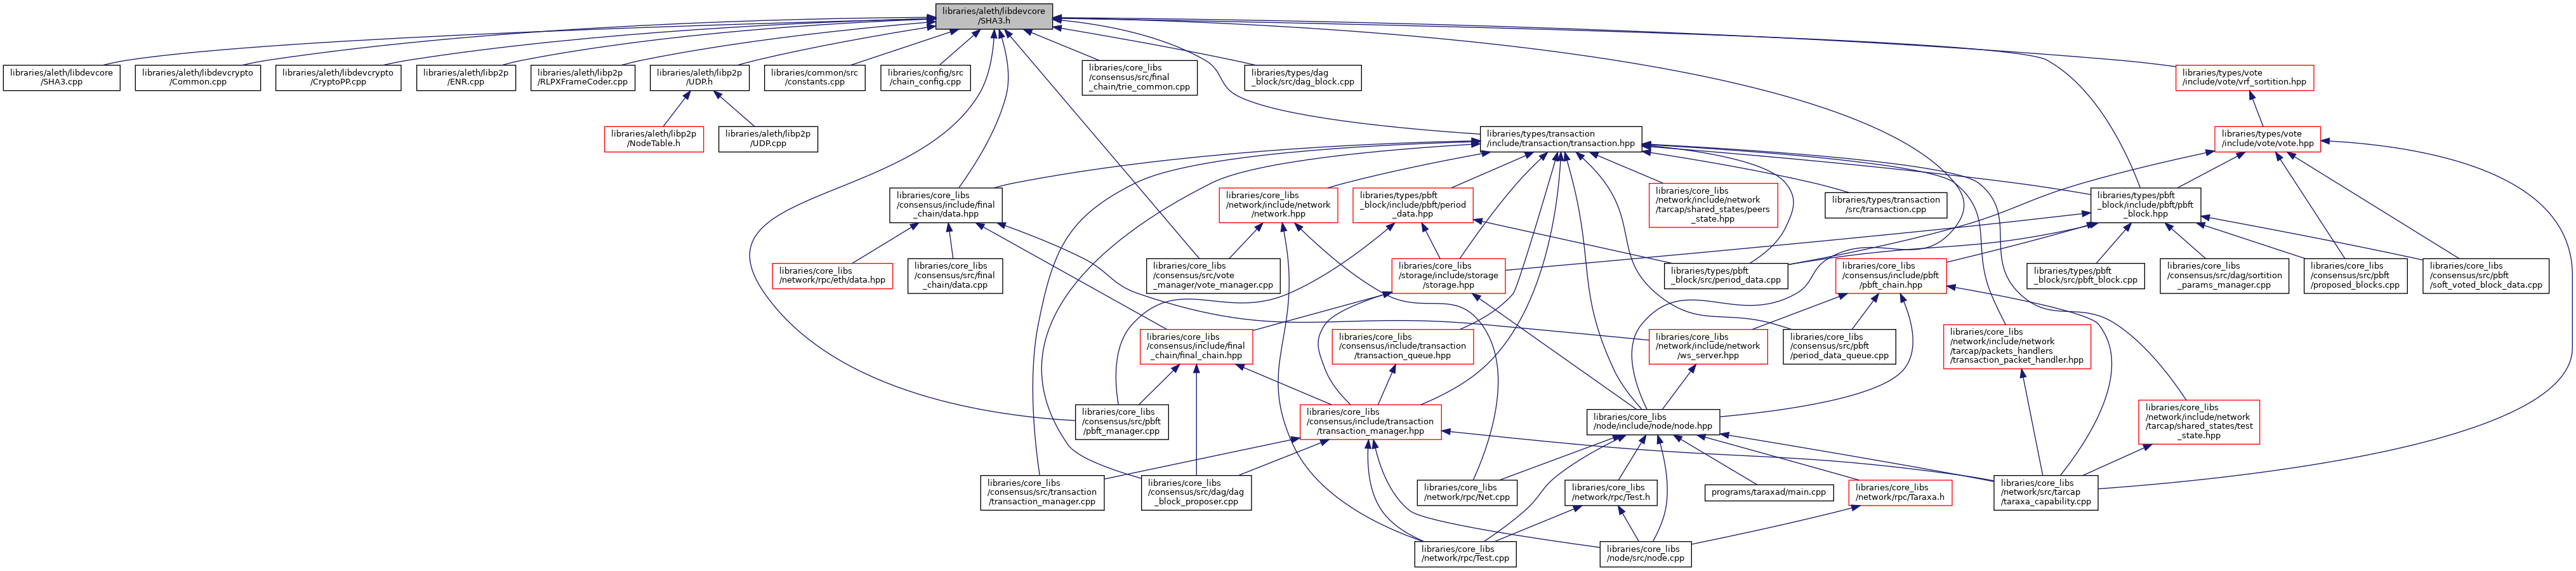 libraries/aleth/libdevcore
/SHA3.h
libraries/aleth/libdevcore
/SHA3.cpp
libraries/aleth/libdevcrypto
/Common.cpp
libraries/aleth/libdevcrypto
/CryptoPP.cpp
libraries/aleth/libp2p
/ENR.cpp
libraries/aleth/libp2p
/RLPXFrameCoder.cpp
libraries/aleth/libp2p
/UDP.h
libraries/common/src
/constants.cpp
libraries/config/src
/chain_config.cpp
libraries/core_libs
/consensus/src/final
_chain/trie_common.cpp
libraries/types/dag
_block/src/dag_block.cpp
libraries/types/vote
/include/vote/vrf_sortition.hpp
libraries/aleth/libp2p
/NodeTable.h
libraries/aleth/libp2p
/UDP.cpp
libraries/types/transaction
/include/transaction/transaction.hpp
libraries/types/vote
/include/vote/vote.hpp
libraries/core_libs
/consensus/include/final
_chain/data.hpp
libraries/core_libs
/network/include/network
/network.hpp
libraries/types/pbft
_block/include/pbft/period
_data.hpp
libraries/core_libs
/network/include/network
/tarcap/shared_states/peers
_state.hpp
libraries/types/transaction
/src/transaction.cpp
libraries/types/pbft
_block/include/pbft/pbft
_block.hpp
libraries/core_libs
/network/rpc/eth/data.hpp
libraries/core_libs
/consensus/src/final
_chain/data.cpp
libraries/core_libs
/consensus/src/vote
_manager/vote_manager.cpp
libraries/core_libs
/storage/include/storage
/storage.hpp
libraries/types/pbft
_block/src/period_data.cpp
libraries/core_libs
/consensus/include/pbft
/pbft_chain.hpp
libraries/types/pbft
_block/src/pbft_block.cpp
libraries/core_libs
/consensus/src/dag/sortition
_params_manager.cpp
libraries/core_libs
/consensus/src/pbft
/proposed_blocks.cpp
libraries/core_libs
/consensus/src/pbft
/soft_voted_block_data.cpp
libraries/core_libs
/consensus/include/final
_chain/final_chain.hpp
libraries/core_libs
/consensus/include/transaction
/transaction_queue.hpp
libraries/core_libs
/network/include/network
/ws_server.hpp
libraries/core_libs
/consensus/src/pbft
/period_data_queue.cpp
libraries/core_libs
/network/include/network
/tarcap/packets_handlers
/transaction_packet_handler.hpp
libraries/core_libs
/consensus/src/pbft
/pbft_manager.cpp
libraries/core_libs
/consensus/include/transaction
/transaction_manager.hpp
libraries/core_libs
/node/include/node/node.hpp
libraries/core_libs
/network/include/network
/tarcap/shared_states/test
_state.hpp
libraries/core_libs
/consensus/src/transaction
/transaction_manager.cpp
libraries/core_libs
/consensus/src/dag/dag
_block_proposer.cpp
libraries/core_libs
/network/rpc/Net.cpp
libraries/core_libs
/network/rpc/Test.h
programs/taraxad/main.cpp
libraries/core_libs
/network/rpc/Taraxa.h
libraries/core_libs
/network/src/tarcap
/taraxa_capability.cpp
libraries/core_libs
/network/rpc/Test.cpp
libraries/core_libs
/node/src/node.cpp